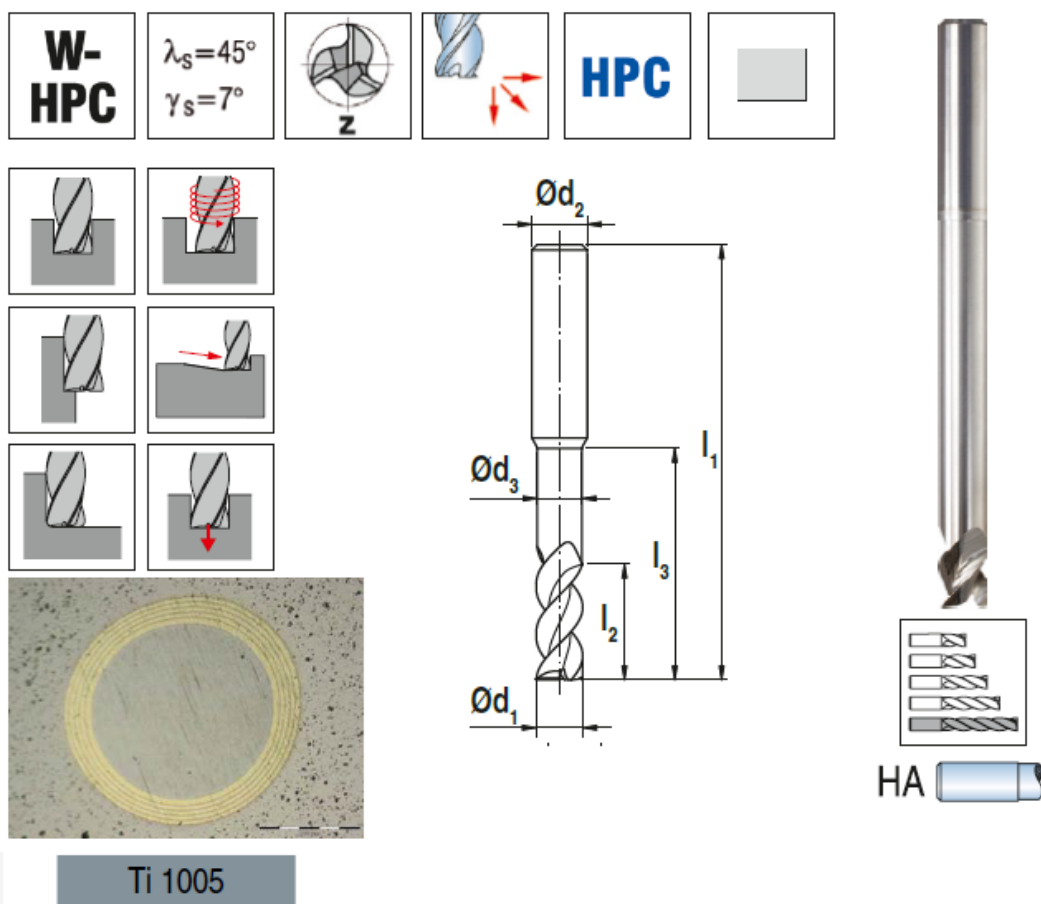 W-
HPC
λS=45°
γS=7°
z
HPC
Ød2
l1
Ød3
l3
l2
Ød1
HA
Ti 1005